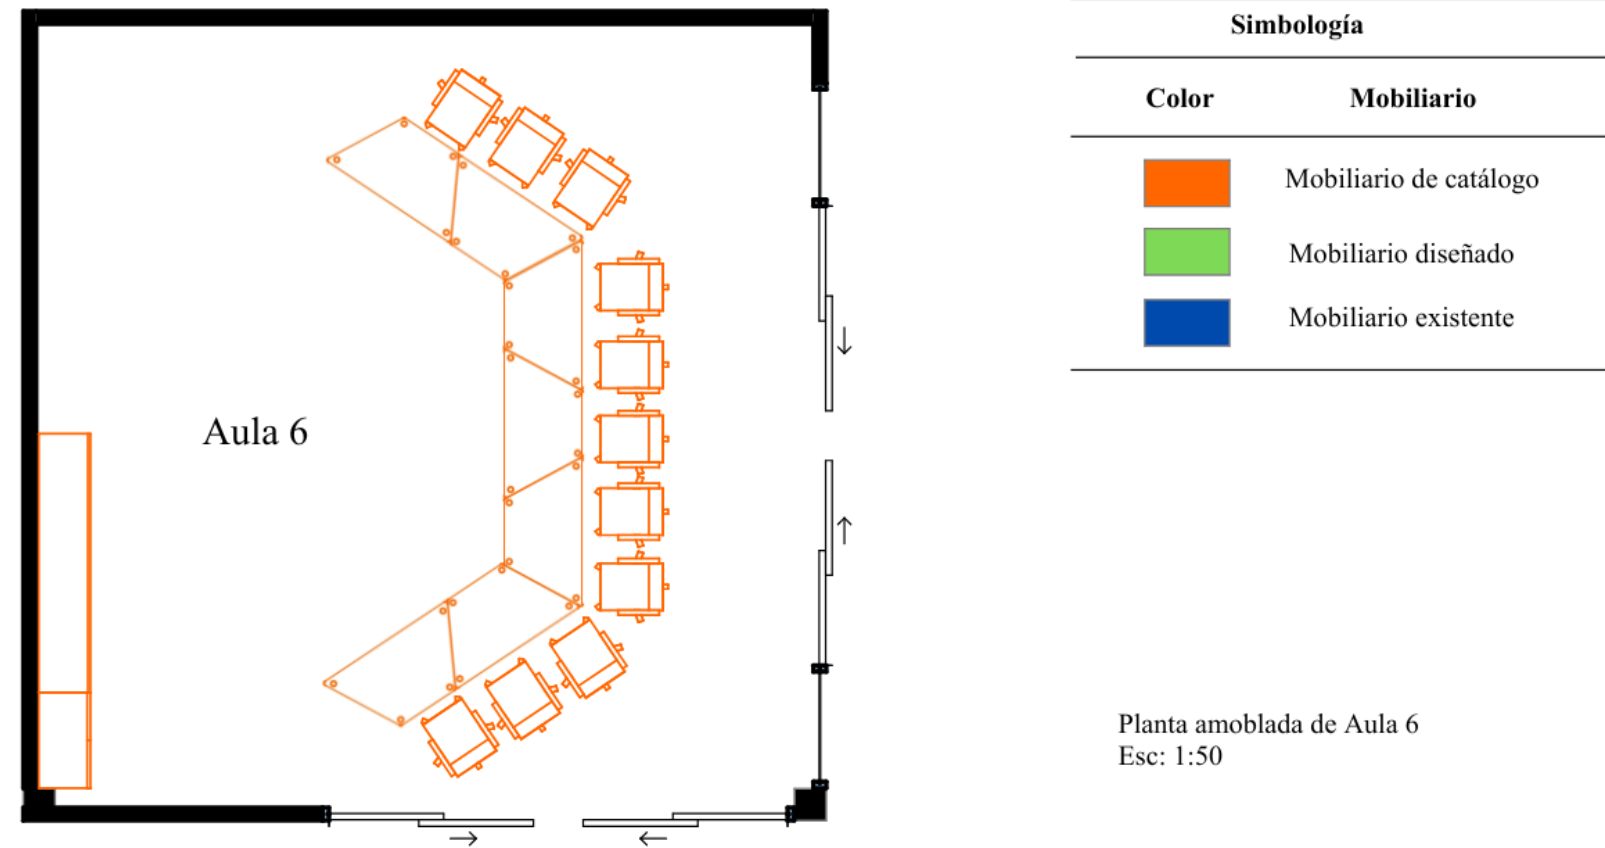 Simbología
Color Mobiliario
Mobiliario de catálogo
Mobiliario diseñado
Mobiliario existente
Aula 6
Planta amoblada de Aula 6
Esc: 1:50